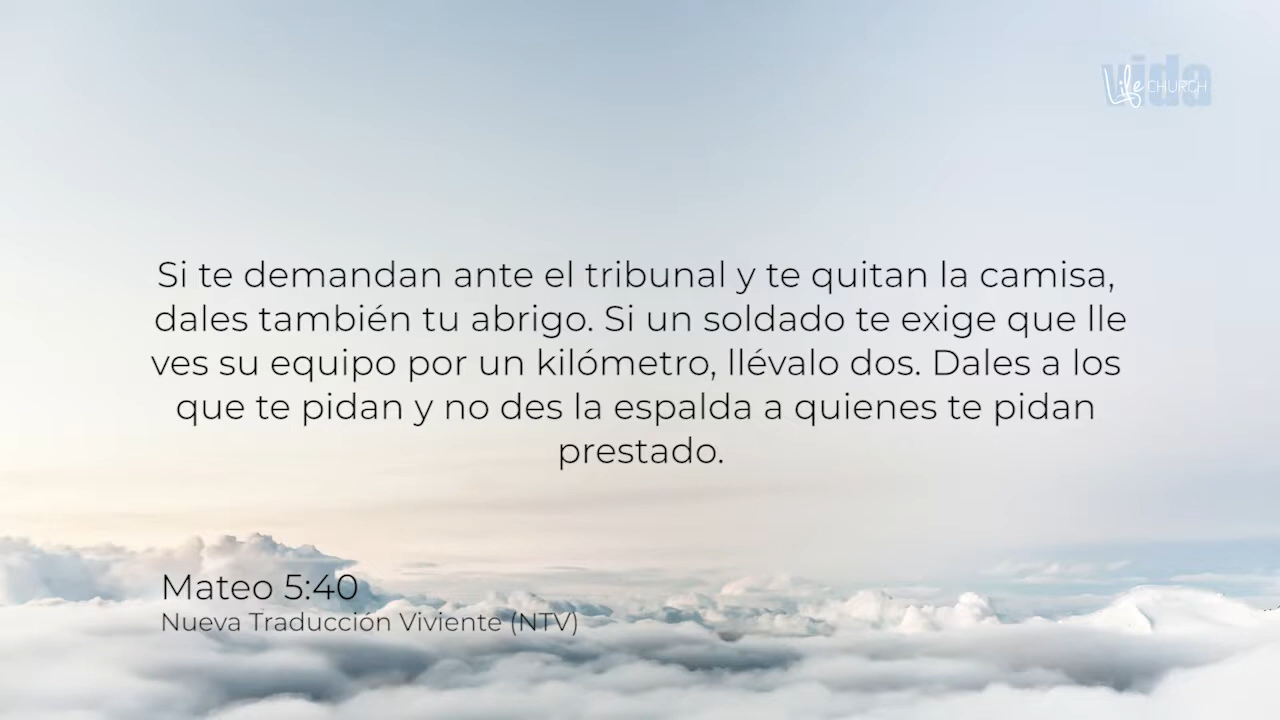 vida
Life CHURCH
Si te demandan ante el tribunal y te quitan la camisa,
dales también tu abrigo. Si un soldado te exige que lle
ves su equipo por un kilómetro, llévalo dos. Dales a los
que te pidan y no des la espalda a quienes te pidan
prestado.
Mateo 5:40
Nueva Traducción Viviente (NTV)